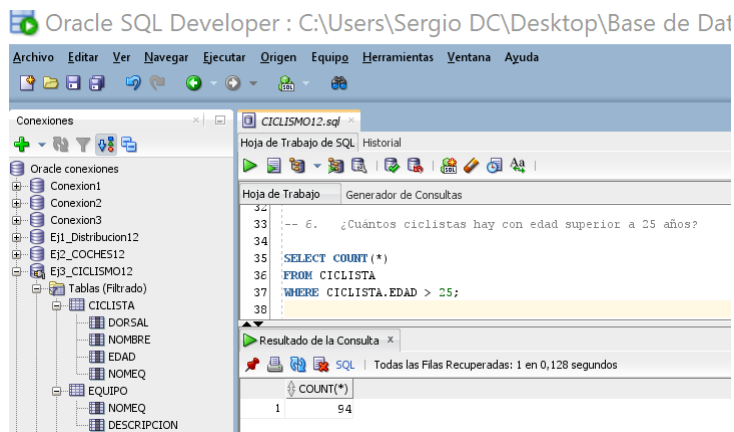 Oracle SQL Developer : C:\Users\Sergio DC\Desktop\Base de Dat
Archivo Editar Ver Navegar Ejecutar Origen Equipo Herramientas Ventana Ayuda
Conexiones
Oracle conexiones
Conexion1
Conexion2
Conexion3
Ej1_Distribucion12
Ej2_COCHES12
Ej3_CICLISMO12
Tablas (Filtrado)
CICLISTA
DORSAL
NOMBRE
EDAD
NOMEQ
EQUIPO
NOMEQ
DESCRIPCION
CICLISMO12.sql
Hoja de Trabajo de SQL Historial
Hoja de Trabajo Generador de Consultas
32
33 -- 6. ¿Cuántos ciclistas hay con edad superior a 25 años?
34
35 SELECT COUNT(*)
36 FROM CICLISTA
37 WHERE CICLISTA.EDAD > 25;
38
Resultado de la Consulta x
SQL | Todas las Filas Recuperadas: 1 en 0,128 segundos
COUNT(*)
1 94